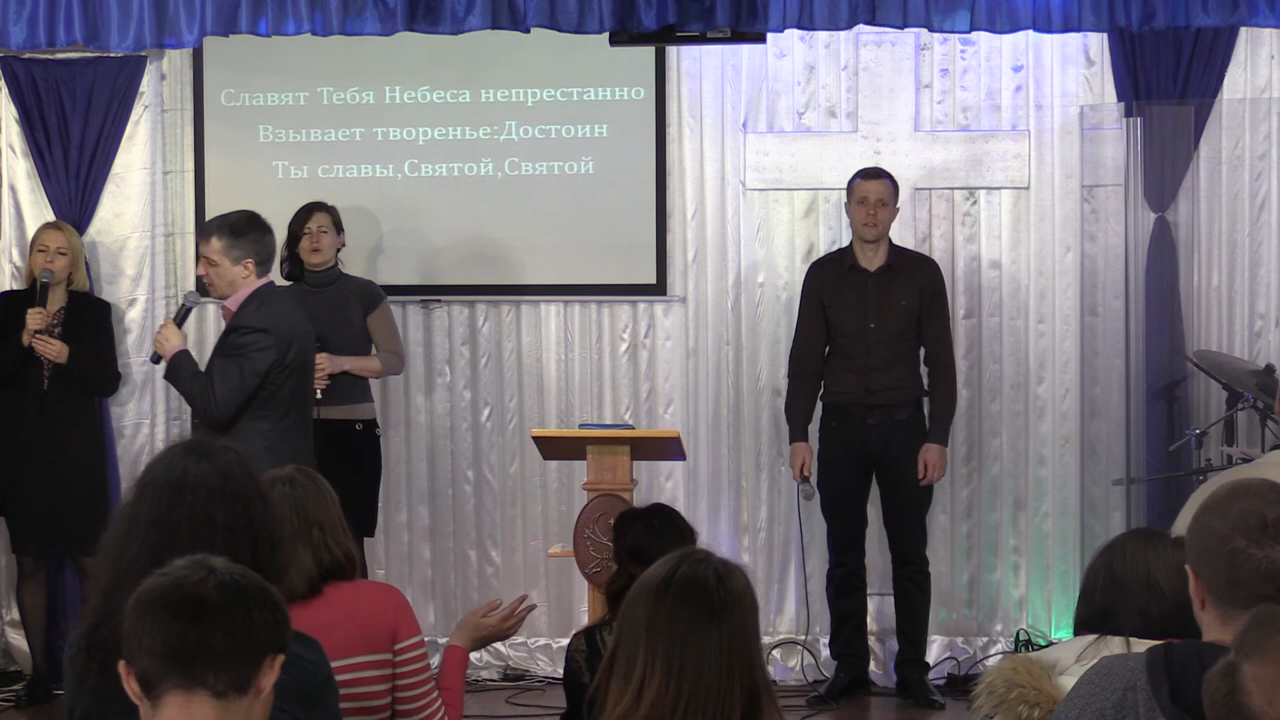 Славят Тебя Небеса непрестанно
Взывает творенье:Достоин
Ты славы,Святой,Святой